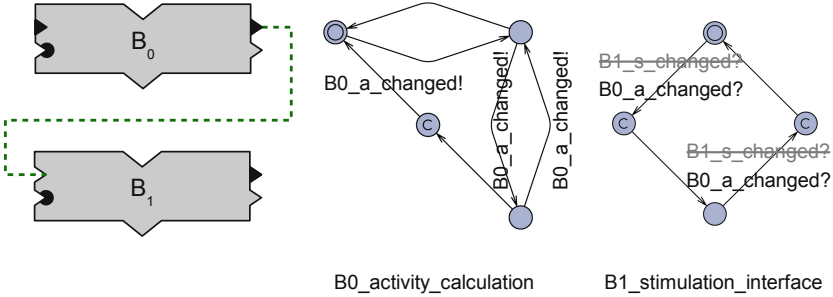 B0
B1
C
B0_a_changed!
C
B0_a_changed!
B0_a_changed!
B0_activity_calculation
B1_s_changed?
B0_a_changed?
C
C
B1_s_changed?
B0_a_changed?
B1_stimulation_interface